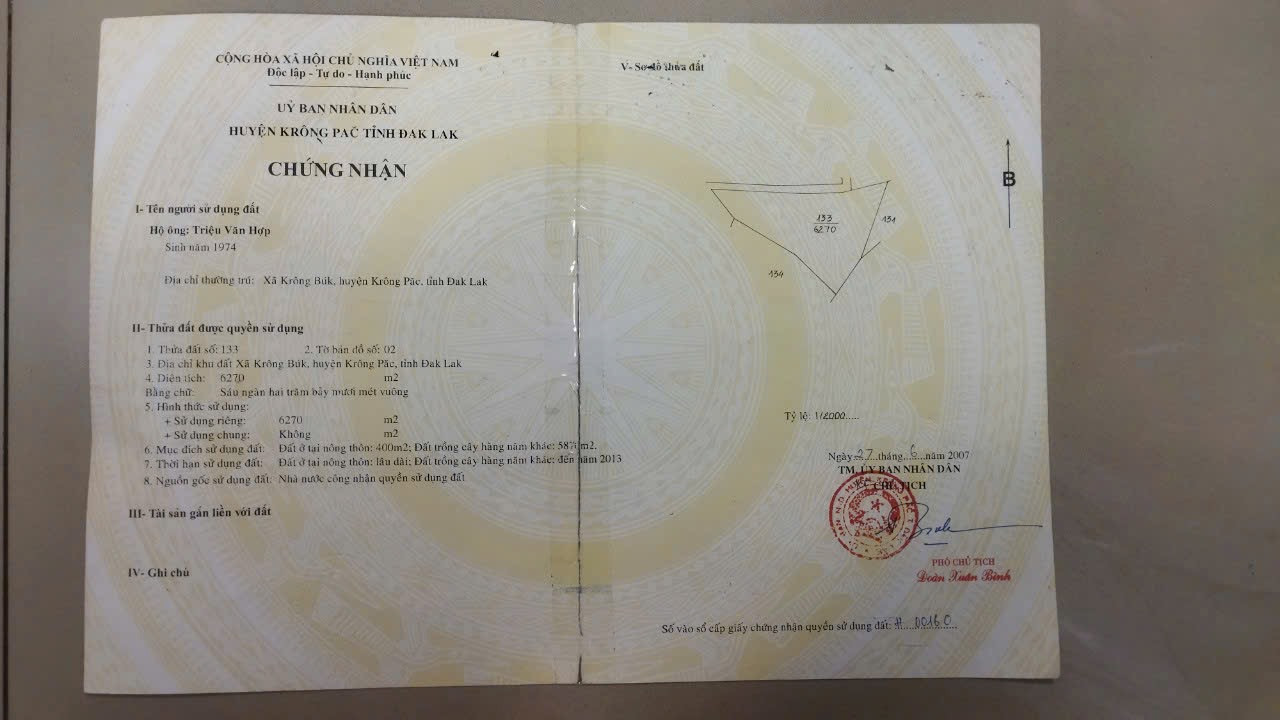 CỘNG HÒA XÃ HỘI CHỦ NGHĨA VIỆT NAM
Độc lập - Tự do - Hạnh phúc
UỶ BAN NHÂN DÂN
HUYỆN KRÔNG PAČ TỈNH ĐAK LAK
CHỨNG NHẬN
I- Tên người sử dụng đất
Hộ ông: Triệu Văn Hợp
Sinh năm 1974
Địa chỉ thường trú: Xã Krông Búk, huyện Krông Păc, tỉnh Đak Lak
II- Thửa đất được quyền sử dụng
1. Thửa đất số: 133 2. Tờ bản đồ số: 02
3. Địa chỉ khu đất Xã Krông Búk, huyện Krông Păc, tỉnh Đak Lak
4. Diện tích: 6270 m2
Bằng chữ: Sáu ngàn hai trăm bảy mươi mét vuông
5. Hình thức sử dụng:
+ Sử dụng riêng: 6270 m2
+ Sử dụng chung: Không m2
6. Mục đích sử dụng đất: Đất ở tại nông thôn: 400m2; Đất trồng cây hàng năm khác: m2.
7. Thời hạn sử dụng đất: Đất ở tại nông thôn: lâu dài; Đất trồng cây hàng năm khác: đến năm 2013
8. Nguồn gốc sử dụng đất: Nhà nước công nhận quyền sử dụng đất
III- Tài sản gắn liền với đất
IV- Ghi chú
V- Sơ đồ thửa đất
B
133
6270
131
134
Tỷ lệ: 1/2000.....
Ngày 27 tháng 6 năm 2007
TM. ỦY BAN NHÂN DÂN
CHỦ TỊCH
PHÓ CHỦ TỊCH
Đoàn Xuân Bình
Số vào sổ cấp giấy chứng nhận quyền sử dụng đất: H 00160